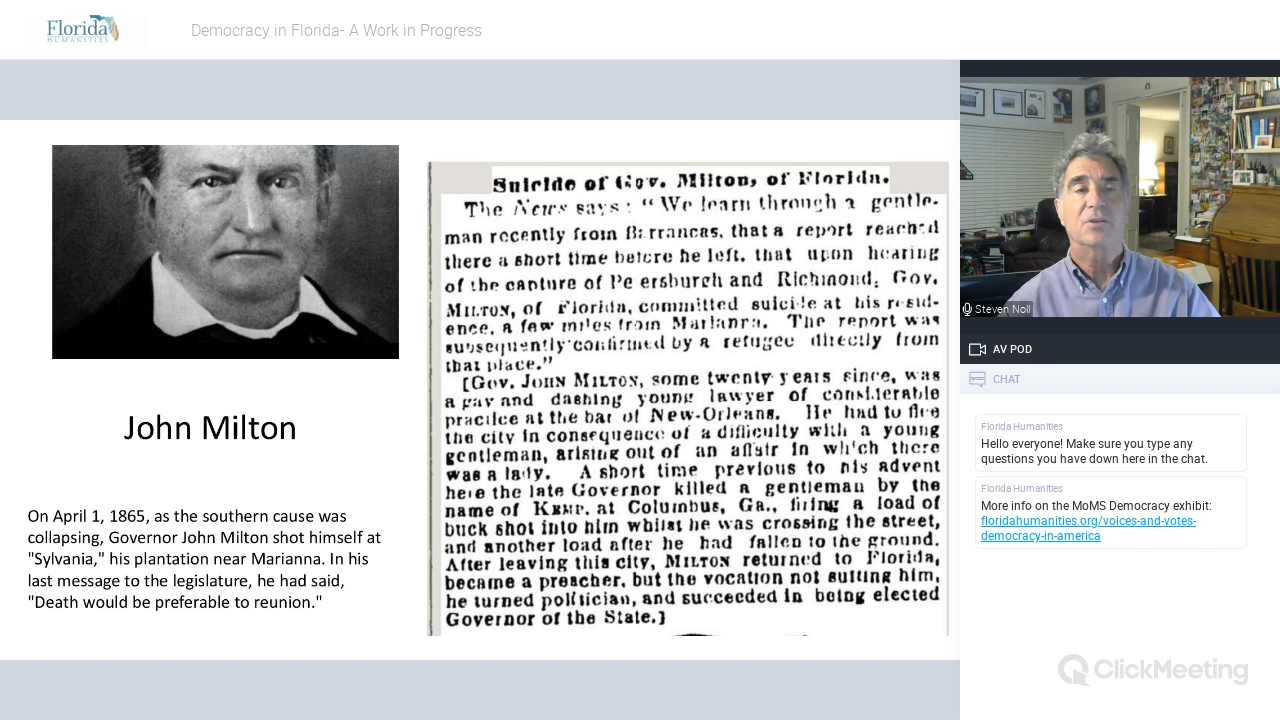 Florida
HUMANITIES
Democracy in Florida- A Work in Progress
John Milton
On April 1, 1865, as the southern cause was
collapsing, Governor John Milton shot himself at
"Sylvania," his plantation near Marianna. In his
last message to the legislature, he had said,
"Death would be preferable to reunion."
Suicide of Gov. Milton, of Florida.
The News says: "We learn through a gentle-
man recently from Barrancas, that a report reached
there a short time before he left, that upon hearing
of the capture of Petersburgh and Richmond, Gov.
MILTON, of Florida, committed suicide at his resid-
ence, a few miles from Marianna. The report was
subsequently confirmed by a refugee directly from
that place."
[Gov. JOHN MILTON, some twenty years since, was
a gay and dashing young lawyer of considerable
practice at the bar of New-Orleans. He had to flee
the city in consequence of a difficulty with a young
gentleman, arising out of an affair in which there
was a lady. A short time previous to his advent
here the late Governor killed a gentleman by the
name of KEMP, at Columbus, Ga., firing a load of
buck shot into him whilst he was crossing the street,
and another load after he had fallen to the ground.
After leaving this city, MILTON returned to Florida,
became a preacher, but the vocation not suiting him,
he turned politician, and succeeded in being elected
Governor of the State.]
Steven Noll
AV POD
CHAT
Florida Humanities
Hello everyone! Make sure you type any
questions you have down here in the chat.
Florida Humanities
More info on the MoMS Democracy exhibit:
floridahumanities.org/voices-and-votes-
democracy-in-america
ClickMeeting